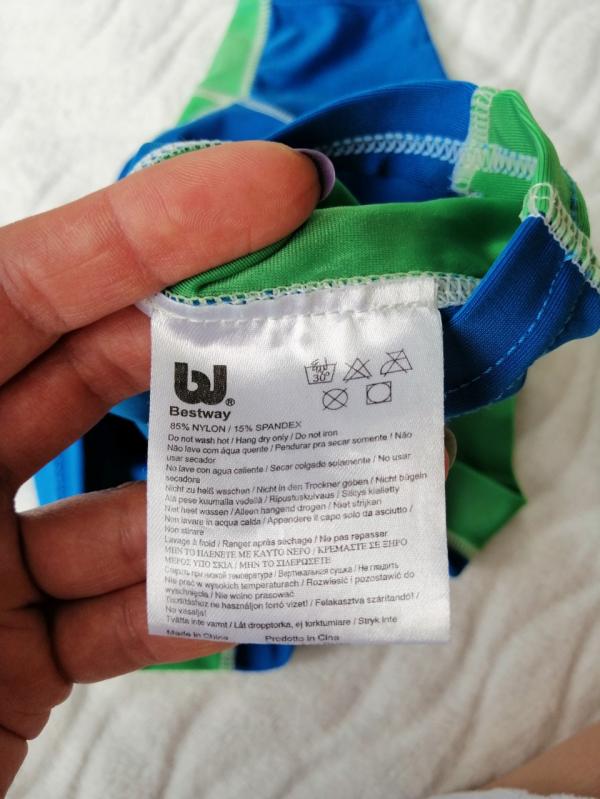 30°
bw®
Bestway
85% NYLON / 15% SPANDEX
Do not wash hot / Hang dry only / Do not iron
Não lave com água quente / Pendurar pra secar somente / Não
usar secador
No lave con agua caliente / Secar colgado solamente / No usar
secadora
Nicht zu heiß waschen / Nicht in den Trockner geben / Nicht bügeln
Älä pese kuumalla vedellä / Ripustuskuivaus / Silitys kielletty
Niet heet wassen / Alleen hangend drogen / Niet strijken
Non lavare in acqua calda / Appendere il capo solo da asciutto /
Non stirare
Lavage à froid / Ranger après séchage / Ne pas repasser
ΜΗΝ ΤΟ ΠΛΕΝΕΤΕ ΜΕ ΚΑΥΤΟ ΝΕΡΟ / ΚΡΕΜΑΣΤΕ ΣΕ ΞΗΡΟ
ΜΕΡΟΣ ΥΠΟ ΣΚΙΑ / ΜΗΝ ΤΟ ΣΙΔΕΡΩΣΕΤΕ
Стирать при низкой температуре / Вертикальная сушка / Не гладить
Nie prać w wysokich temperaturach / Rozwiesić i pozostawić do
wyschnięcia / Nie wolno prasować
Tisztításhoz ne használjon forró vizet! / Felakasztva szárítandó! /
Ne vasalja!
Tvätta inte varmt / Låt dropptorka, ej torktumlare / Stryk inte
Made in China Prodotto in Cina